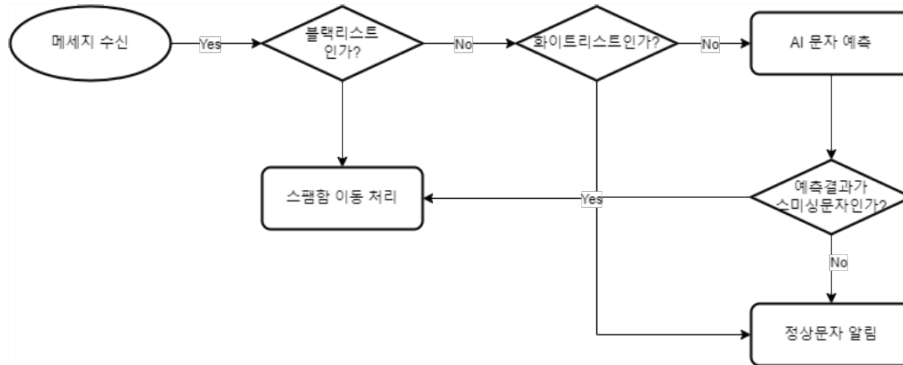 메세지 수신
Yes
블랙리스트
인가?
No
화이트리스트인가?
No
AI 문자 예측
스팸함 이동 처리
Yes
예측결과가
스미싱문자인가?
No
정상문자 알림